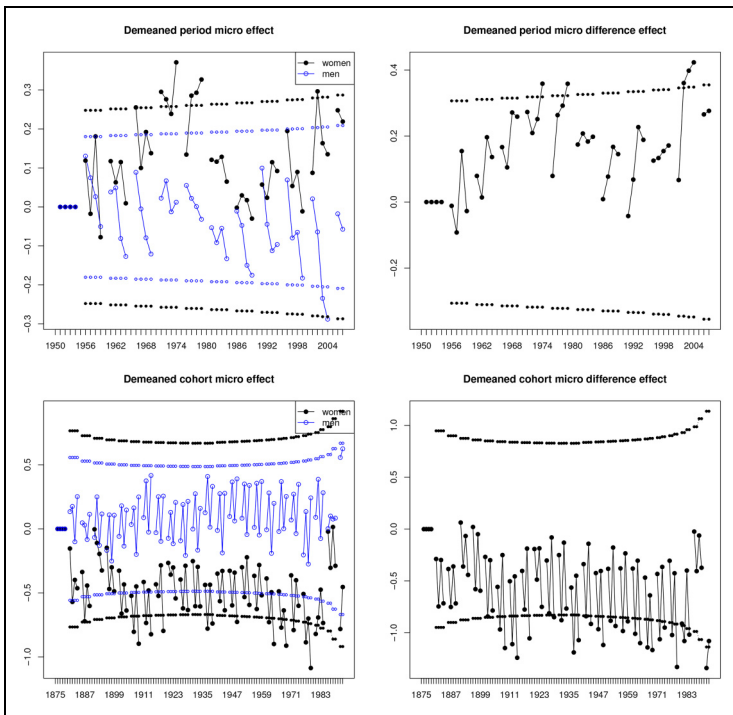 Demeaned period micro effect
women
men
0.3
0.2
0.1
0.0
-0.1
-0.2
-0.3
1950 1956 1962 1968 1974 1980 1986 1992 1998 2004
Demeaned period micro difference effect
0.4
0.2
0.0
-0.2
1950 1956 1962 1968 1974 1980 1986 1992 1998 2004
Demeaned cohort micro effect
women
men
0.5
0.0
-0.5
-1.0
1875 1887 1899 1911 1923 1935 1947 1959 1971 1983
Demeaned cohort micro difference effect
1.0
0.5
0.0
-0.5
-1.0
1875 1887 1899 1911 1923 1935 1947 1959 1971 1983